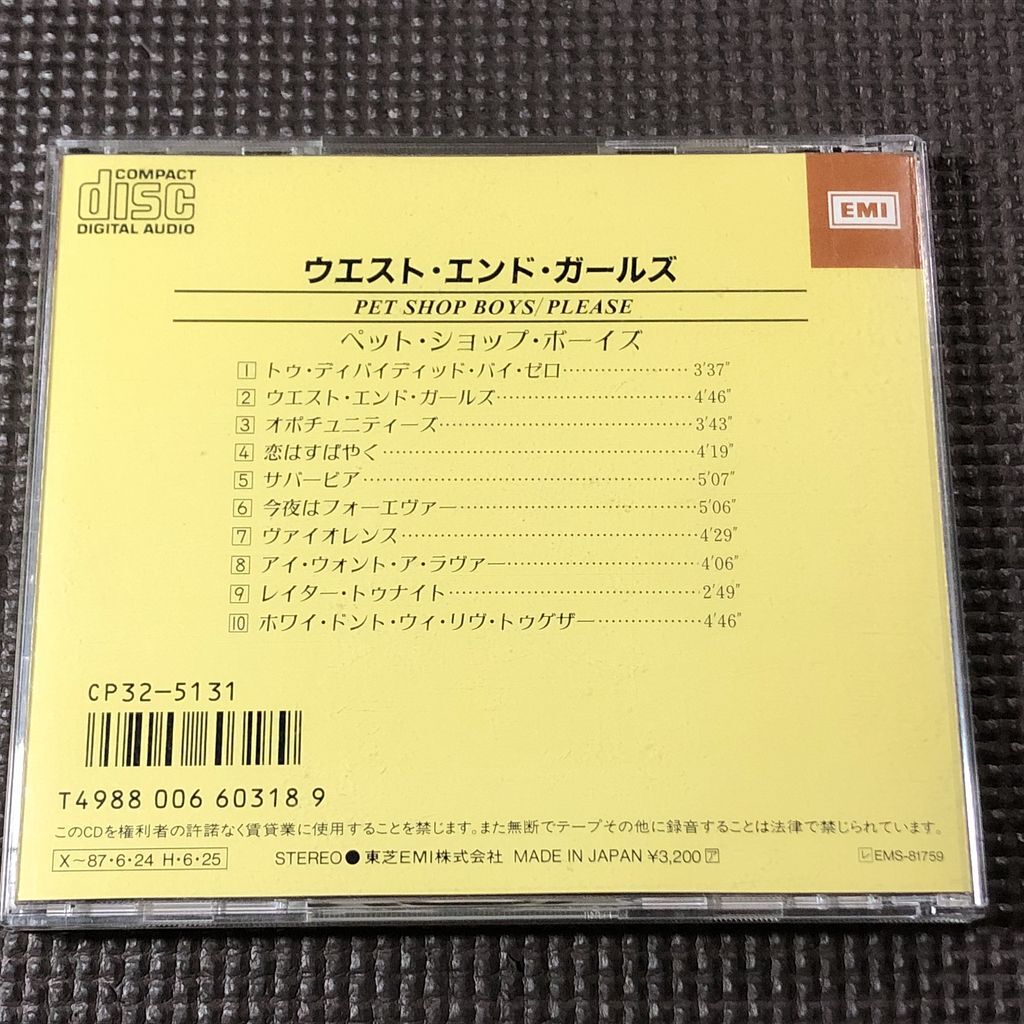 COMPACT
disc
DIGITAL AUDIO
EMI
ウエスト・エンド・ガールズ
PET SHOP BOYS/PLEASE
ペット・ショップ・ボーイズ
1 トゥ・ディバイディッド・バイ・ゼロ…………………3'37"
2 ウエスト・エンド・ガールズ……………………………4'46"
3 オポチュニティーズ……………………………………3'43"
4 恋はすばやく……………………………………………4'19"
5 サバービア………………………………………………5'07"
6 今夜はフォーエヴァー…………………………………5'06"
7 ヴァイオレンス…………………………………………4'29"
8 アイ・ウォント・ア・ラヴァー…………………………4'06"
9 レイター・トゥナイト……………………………………2'49"
10 ホワイ・ドント・ウィ・リヴ・トゥゲザー………………4'46"
CP32-5131
T4988 006 60318 9
このCDを権利者の許諾なく賃貸業に使用することを禁じます。また無断でテープその他に録音することは法律で禁じられています。
X～87・6・24 H・6・25 STEREO●東芝EMI株式会社 MADE IN JAPAN ¥3,200 ア レ EMS-81759